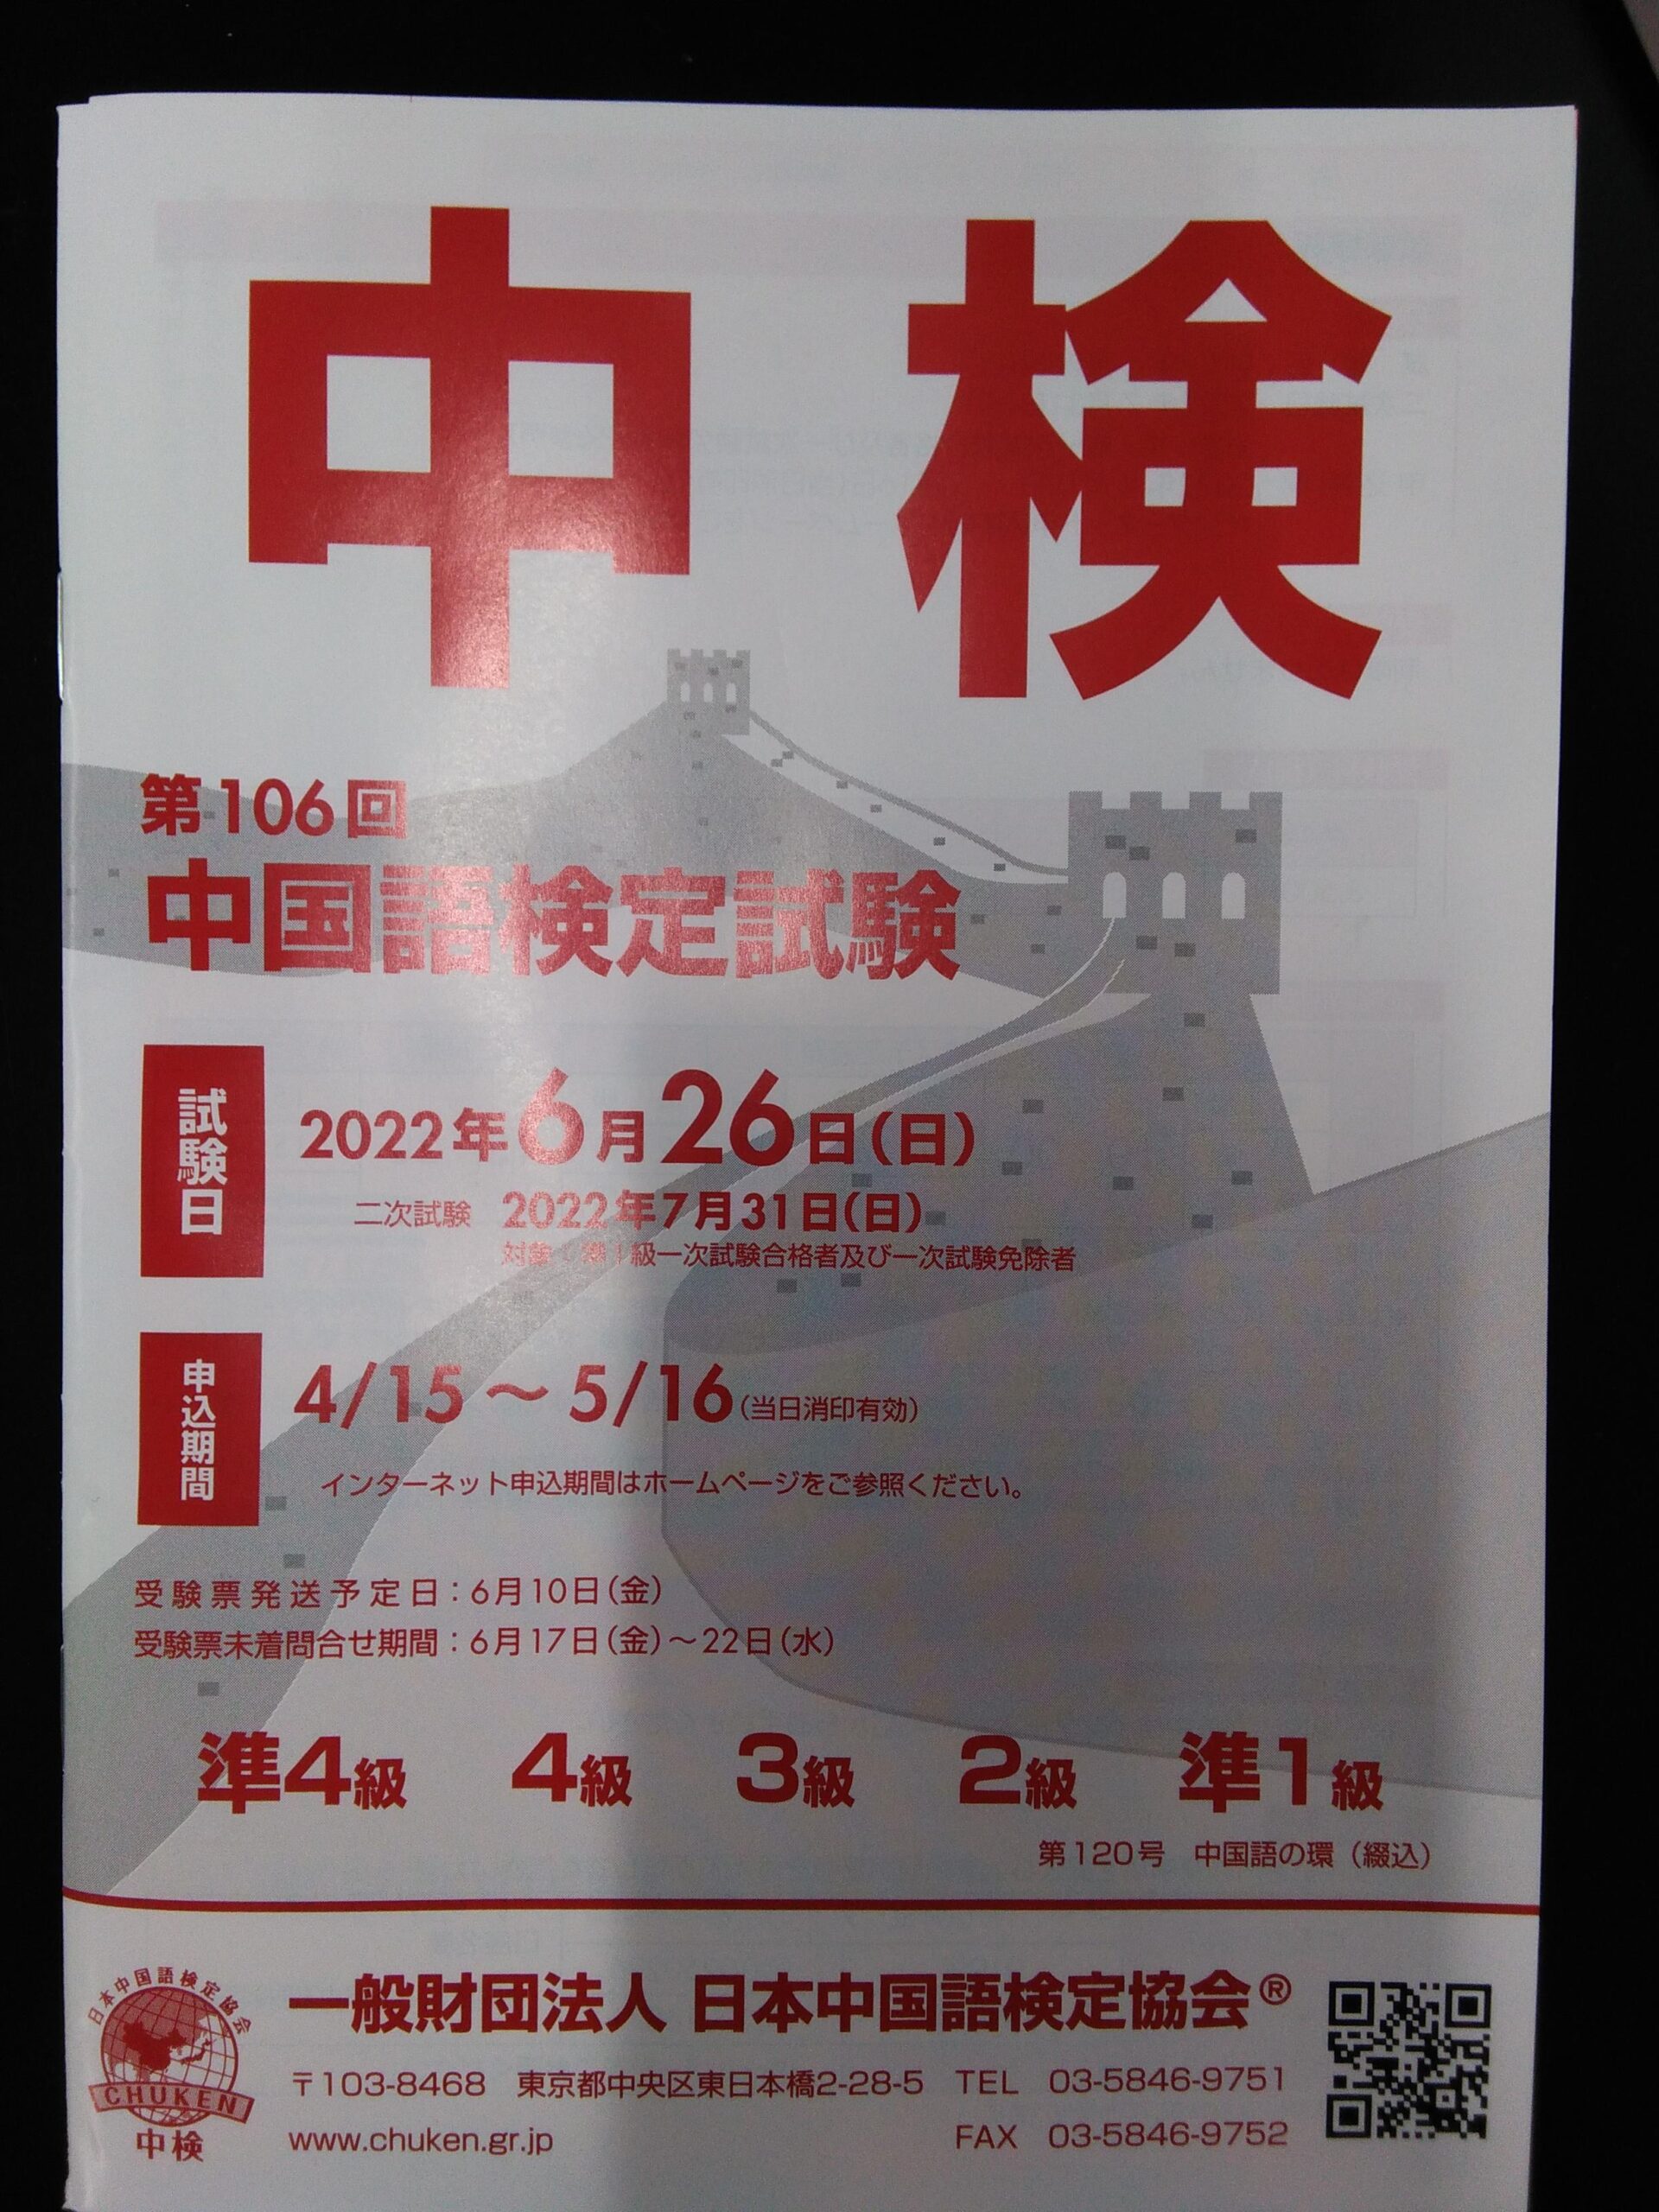 中検
第106回
中国語検定試験
試験日
2022年6月26日(日)
二次試験 2022年7月31日(日)
対象：準1級一次試験合格者及び一次試験免除者
申込期間
4/15～5/16(当日消印有効)
インターネット申込期間はホームページをご参照ください。
受験票発送予定日：6月10日(金)
受験票未着問合せ期間：6月17日(金)～22日(水)
準4級 4級 3級 2級 準1級
第120号 中国語の環（綴込）
日本中国語検定協会
CHUKEN
中検
一般財団法人 日本中国語検定協会®
〒103-8468 東京都中央区東日本橋2-28-5 TEL 03-5846-9751
www.chuken.gr.jp FAX 03-5846-9752